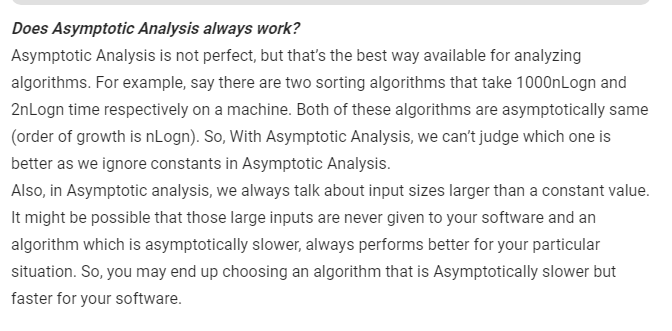 Does Asymptotic Analysis always work?
Asymptotic Analysis is not perfect, but that's the best way available for analyzing
algorithms. For example, say there are two sorting algorithms that take 1000nLogn and
2nLogn time respectively on a machine. Both of these algorithms are asymptotically same
(order of growth is nLogn). So, With Asymptotic Analysis, we can't judge which one is
better as we ignore constants in Asymptotic Analysis.
Also, in Asymptotic analysis, we always talk about input sizes larger than a constant value.
It might be possible that those large inputs are never given to your software and an
algorithm which is asymptotically slower, always performs better for your particular
situation. So, you may end up choosing an algorithm that is Asymptotically slower but
faster for your software.